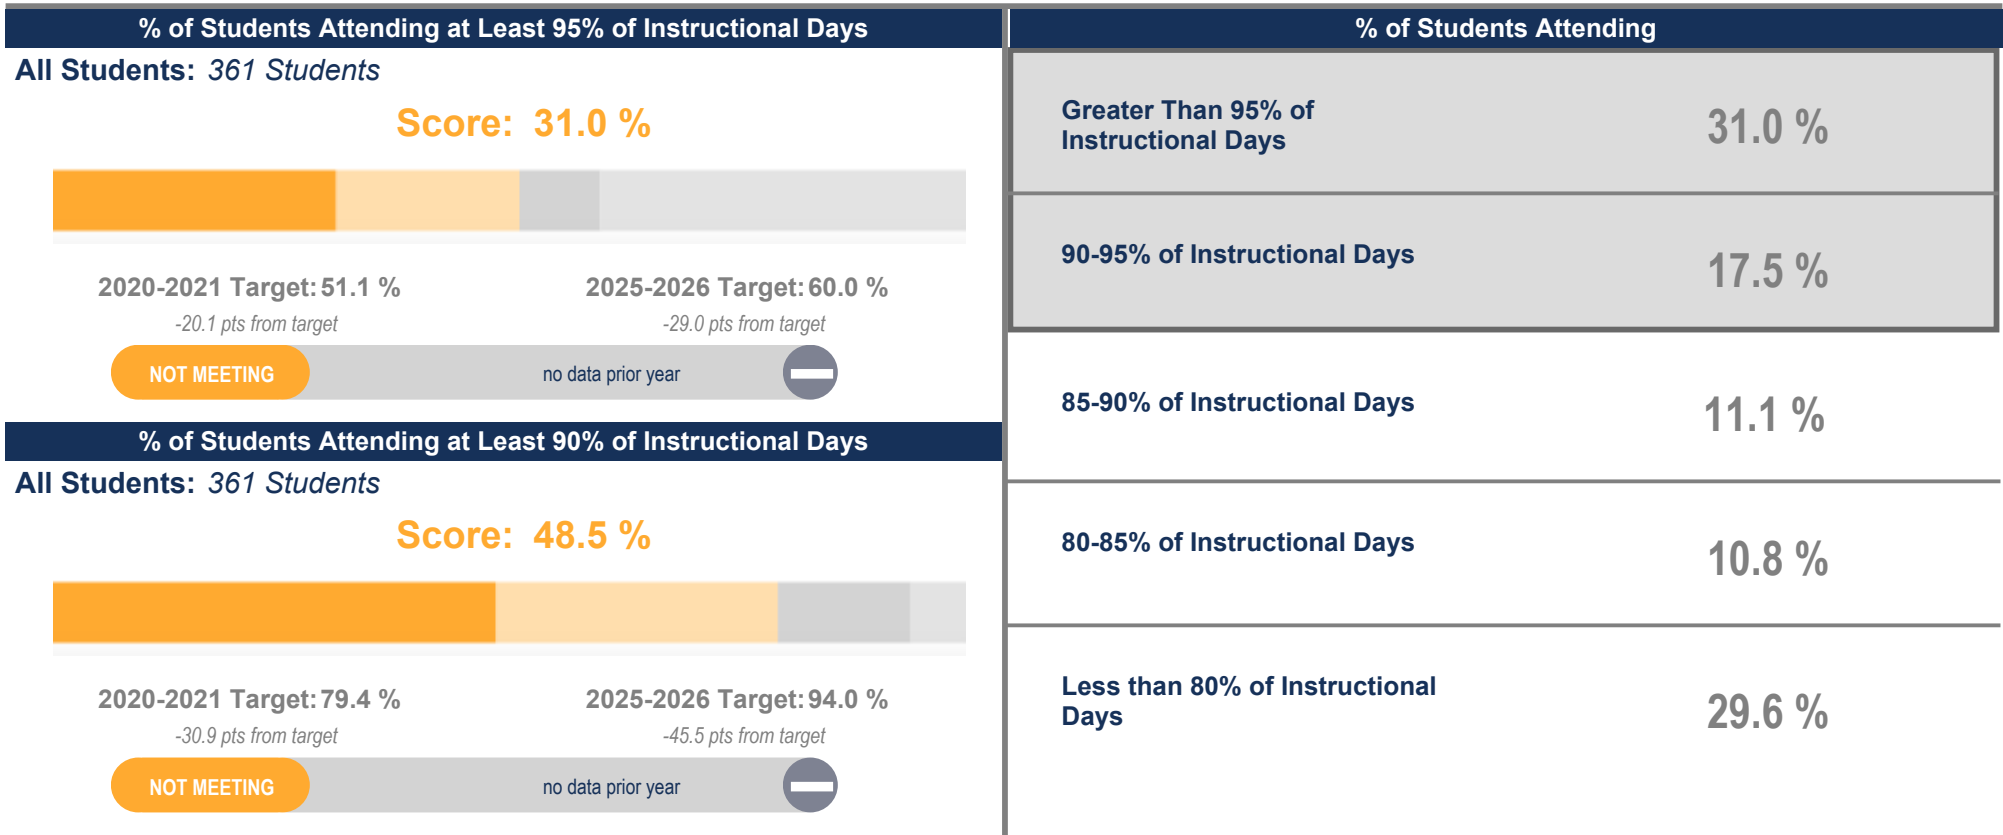 % of Students Attending at Least 95% of Instructional Days
All Students: 361 Students
Score: 31.0 %
2020-2021 Target: 51.1 %
-20.1 pts from target
2025-2026 Target: 60.0 %
-29.0 pts from target
NOT MEETING
no data prior year
% of Students Attending at Least 90% of Instructional Days
All Students: 361 Students
Score: 48.5 %
2020-2021 Target: 79.4 %
-30.9 pts from target
2025-2026 Target: 94.0 %
-45.5 pts from target
NOT MEETING
no data prior year
% of Students Attending
Greater Than 95% of
Instructional Days
31.0 %
90-95% of Instructional Days
17.5 %
85-90% of Instructional Days
11.1 %
80-85% of Instructional Days
10.8 %
Less than 80% of Instructional
Days
29.6 %